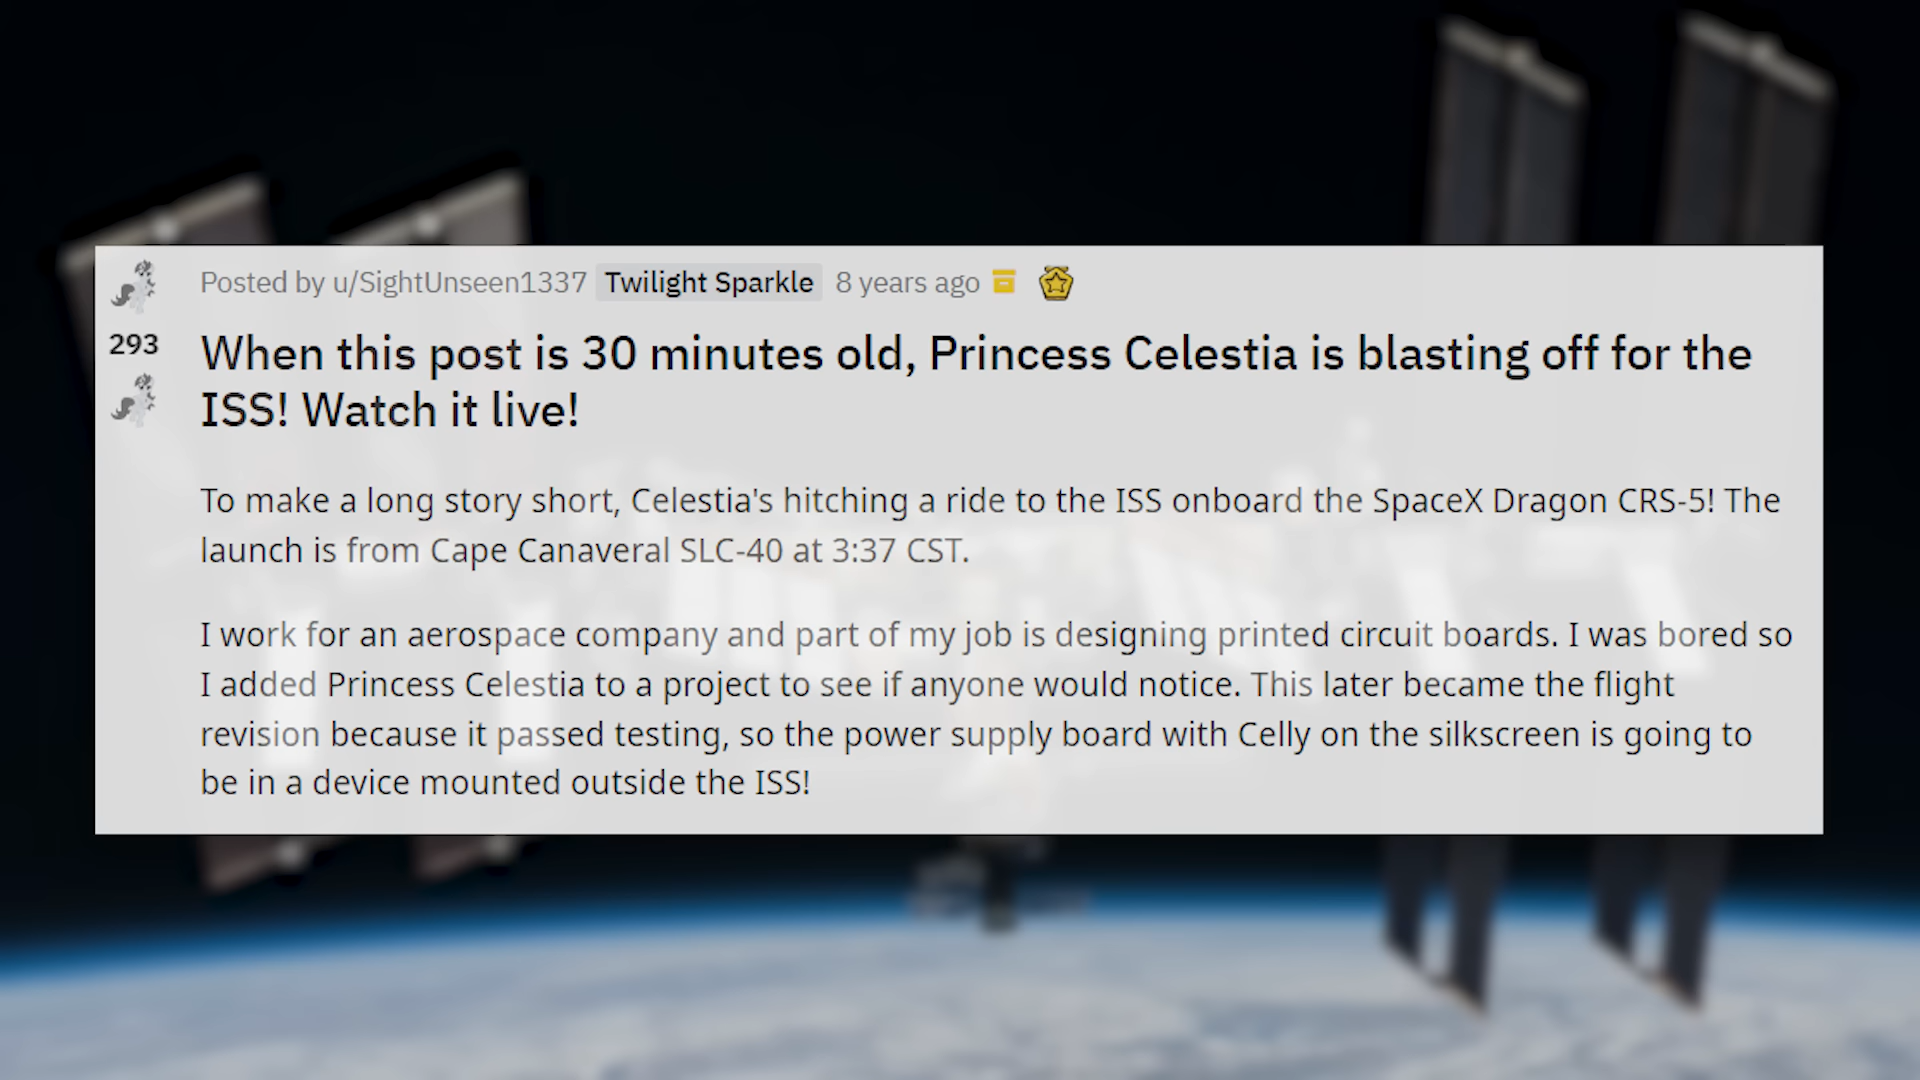 Posted by u/SightUnseen1337 Twilight Sparkle 8 years ago
293
When this post is 30 minutes old, Princess Celestia is blasting off for the
ISS! Watch it live!
To make a long story short, Celestia's hitching a ride to the ISS onboard the SpaceX Dragon CRS-5! The
launch is from Cape Canaveral SLC-40 at 3:37 CST.
I work for an aerospace company and part of my job is designing printed circuit boards. I was bored so
I added Princess Celestia to a project to see if anyone would notice. This later became the flight
revision because it passed testing, so the power supply board with Celly on the silkscreen is going to
be in a device mounted outside the ISS!